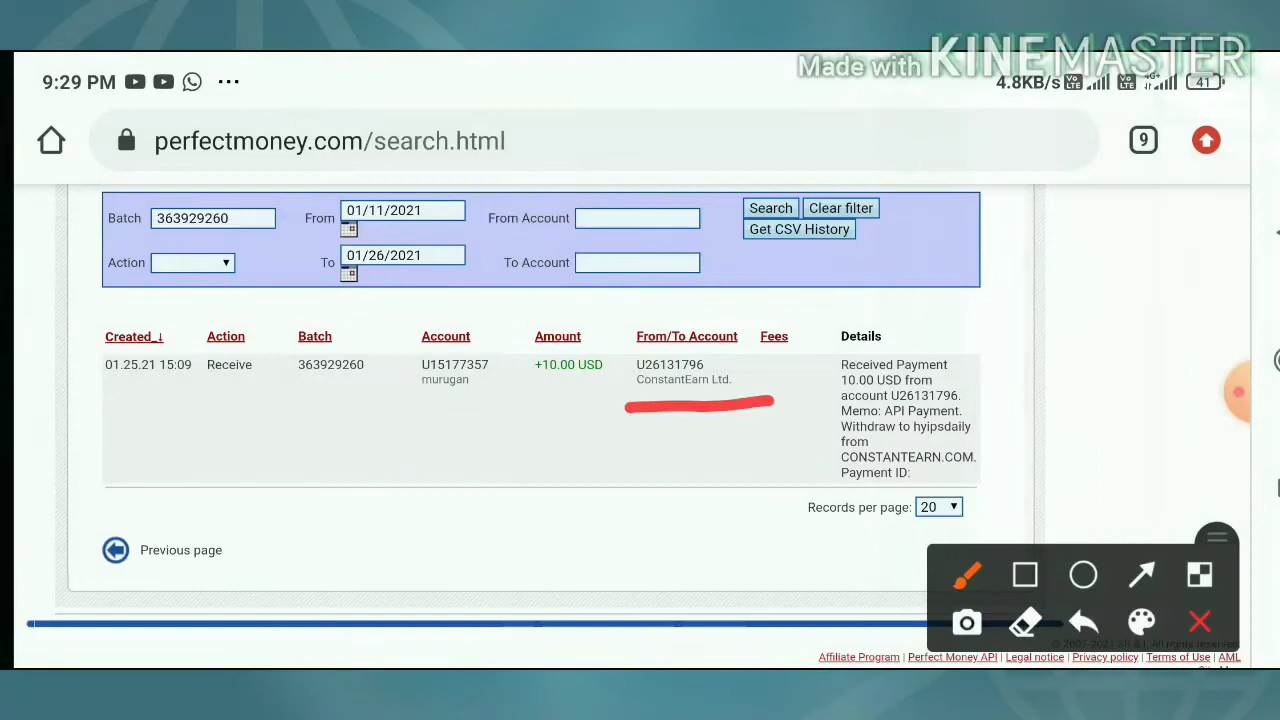 Made with KINEMASTER
9:29 PM
4.8KB/s
41
perfectmoney.com/search.html
9
Batch 363929260 From 01/11/2021 From Account Search Clear filter
Get CSV History
Action To 01/26/2021 To Account
Created ↓ Action Batch Account Amount From/To Account Fees Details
01.25.21 15:09 Receive 363929260 U15177357 +10.00 USD U26131796 Received Payment
murugan ConstantEarn Ltd. 10.00 USD from
account U26131796.
Memo: API Payment.
Withdraw to hyipsdaily
from
CONSTANTEARN.COM.
Payment ID:
Records per page: 20
Previous page
Affiliate Program | Perfect Money API | Legal notice | Privacy policy | Terms of Use | AML